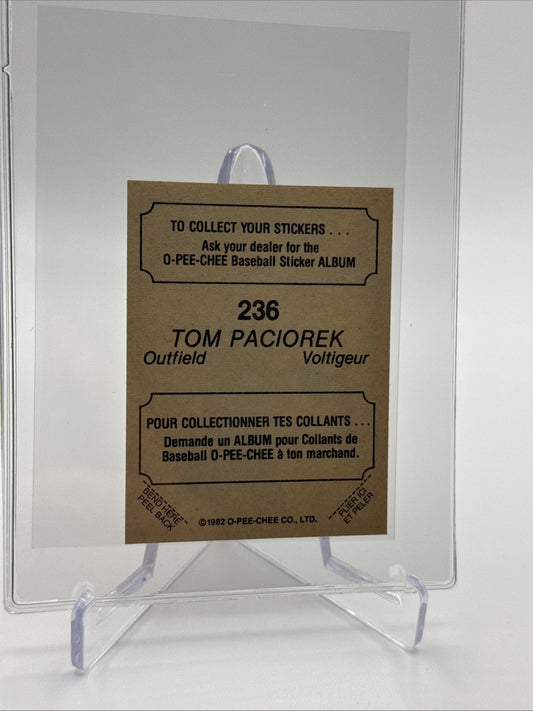 TO COLLECT YOUR STICKERS . . .
Ask your dealer for the
O-PEE-CHEE Baseball Sticker ALBUM
236
TOM PACIOREK
Outfield Voltigeur
POUR COLLECTIONNER TES COLLANTS . . .
Demande un ALBUM pour Collants de
Baseball O-PEE-CHEE à ton marchand.
BEND HERE
PEEL BACK
© 1982 O-PEE-CHEE CO., LTD.
PLIER ICI
ET PELER